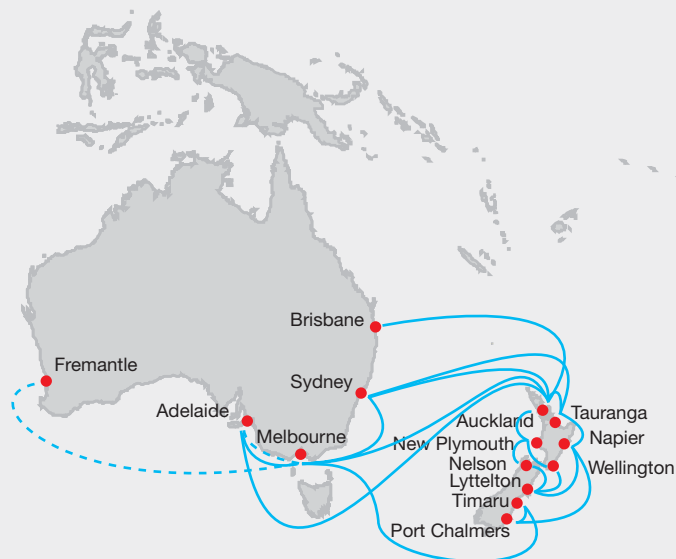 Brisbane
Fremantle
Sydney
Adelaide
Melbourne
Auckland
Tauranga
New Plymouth
Napier
Nelson
Wellington
Lyttelton
Timaru
Port Chalmers